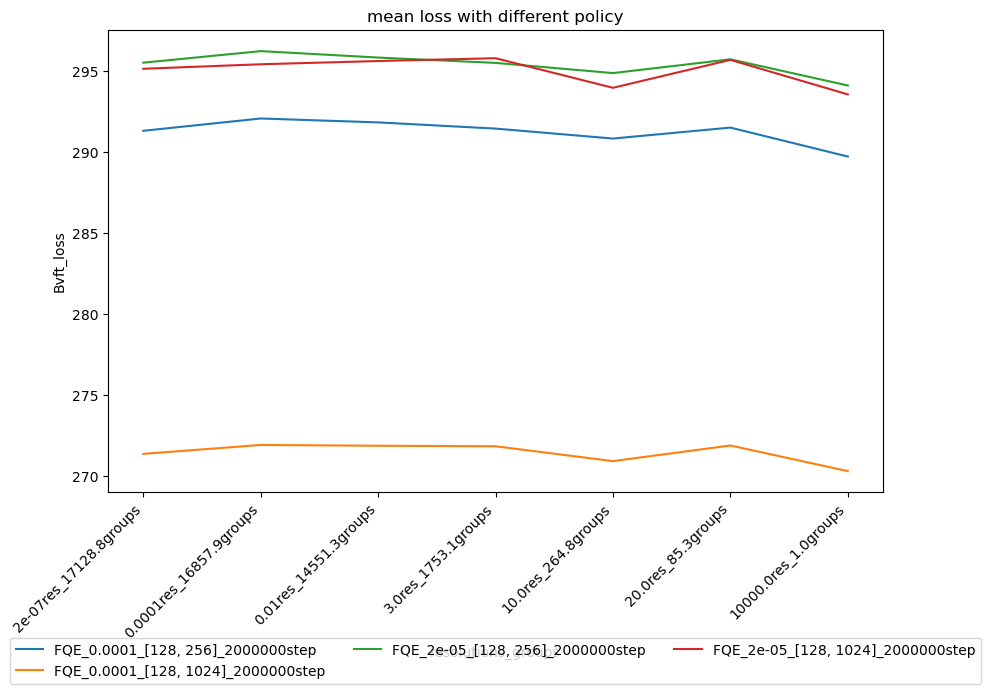 mean loss with different policy
Bvft_loss
295
290
285
280
275
270
2e-07res_17128.8groups
0.0001res_16857.9groups
0.01res_14551.3groups
3.0res_1753.1groups
10.0res_264.8groups
20.0res_85.3groups
10000.0res_1.0groups
FQE_0.0001_[128, 256]_2000000step
FQE_2e-05_[128, 256]_2000000step
FQE_2e-05_[128, 1024]_2000000step
FQE_0.0001_[128, 1024]_2000000step